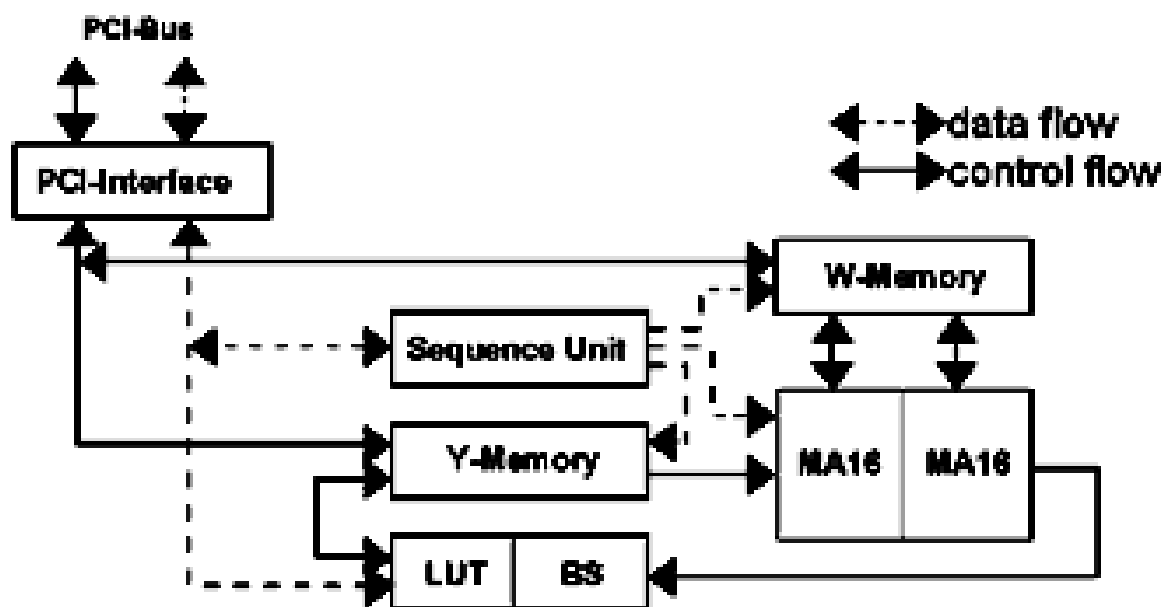 PCI-Bus
data flow
control flow
PCI-Interface
W-Memory
Sequence Unit
Y-Memory
MA16 MA16
LUT BS